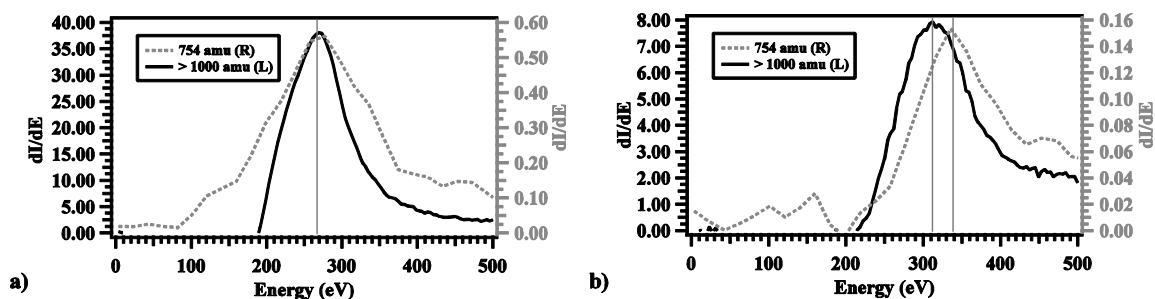 40.00
35.00
30.00
25.00
20.00
15.00
10.00
5.00
0.00
dI/dE
754 amu (R)
> 1000 amu (L)
0.60
0.50
0.40
0.30
0.20
0.10
0.00
dI/dE
0 100 200 300 400 500
Energy (eV)
a)
8.00
7.00
6.00
5.00
4.00
3.00
2.00
1.00
0.00
dI/dE
754 amu (R)
> 1000 amu (L)
0.16
0.14
0.12
0.10
0.08
0.06
0.04
0.02
0.00
dI/dE
0 100 200 300 400 500
Energy (eV)
b)